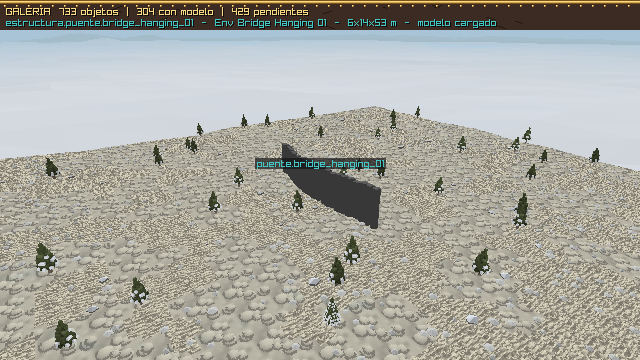 GALERÍA 733 objetos | 304 con modelo | 429 pendientes
estructura.puente.bridge_hanging_01 - Env Bridge Hanging 01 - 6x14x53 m - modelo cargado
puente.bridge_hanging_01